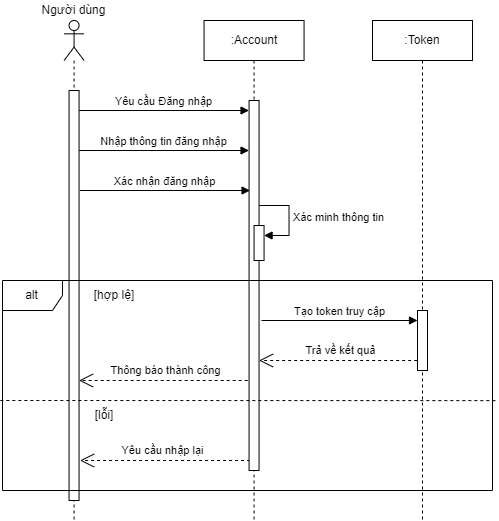 Người dùng
:Account
:Token
Yêu cầu Đăng nhập
Nhập thông tin đăng nhập
Xác nhận đăng nhập
Xác minh thông tin
alt
[hợp lệ]
Tạo token truy cập
Trả về kết quả
Thông báo thành công
[lỗi]
Yêu cầu nhập lại